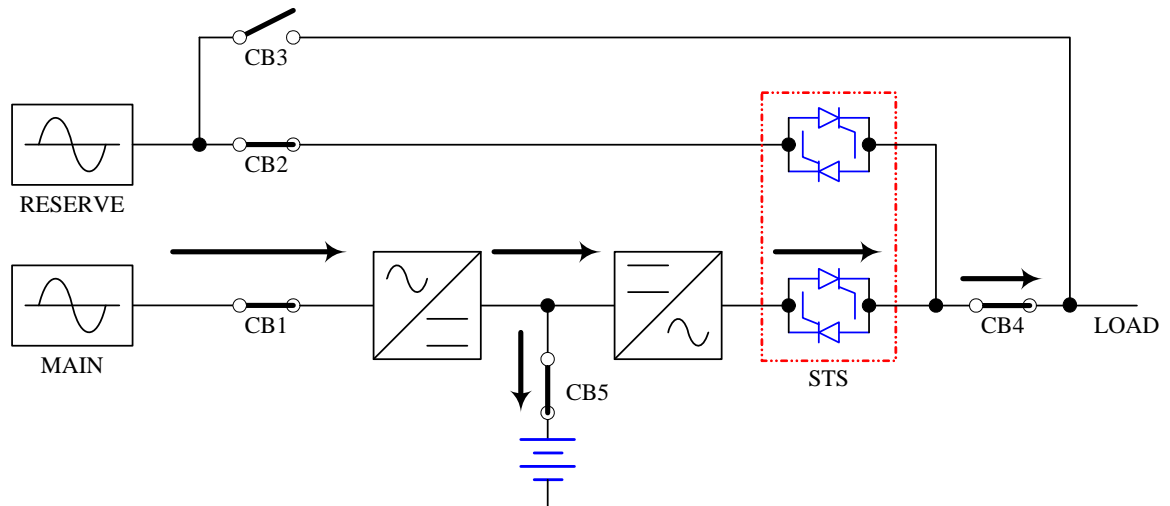 CB3
CB2
RESERVE
MAIN
CB1
CB4
LOAD
STS
CB5